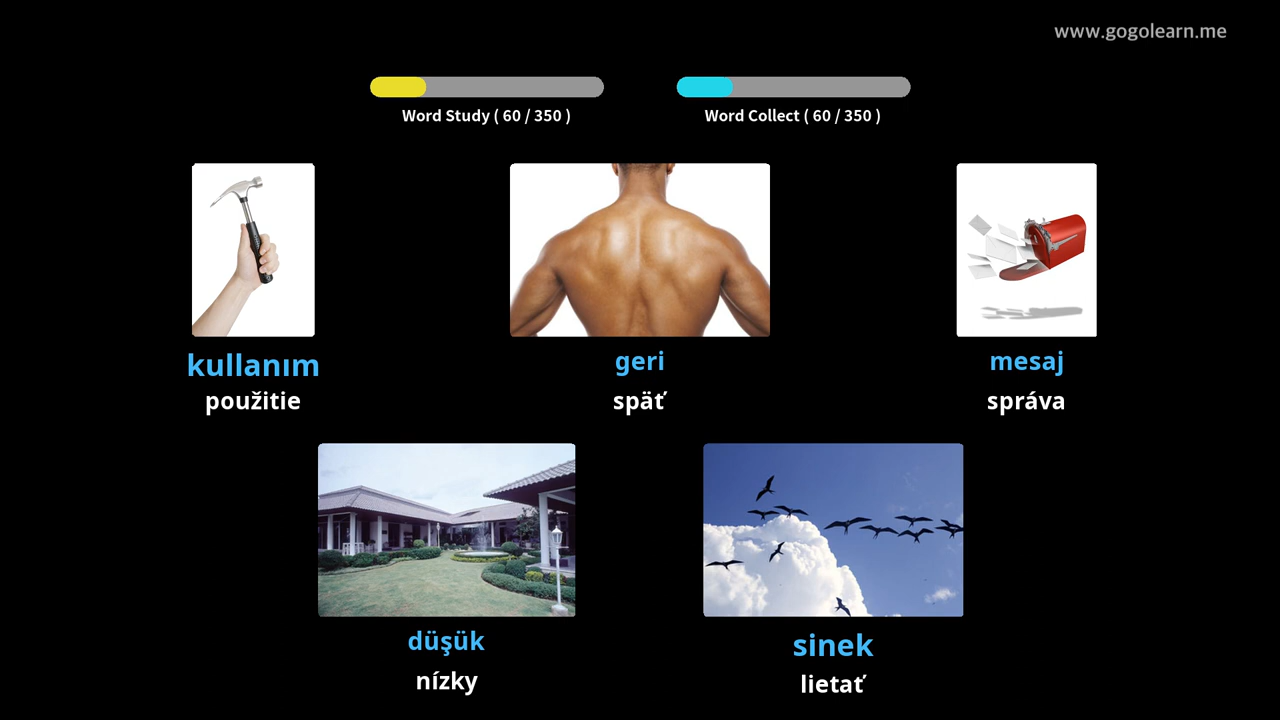 www.gogolearn.me
Word Study ( 60 / 350 )
Word Collect ( 60 / 350 )
kullanım
použitie
geri
späť
mesaj
správa
düşük
nízky
sinek
lietať